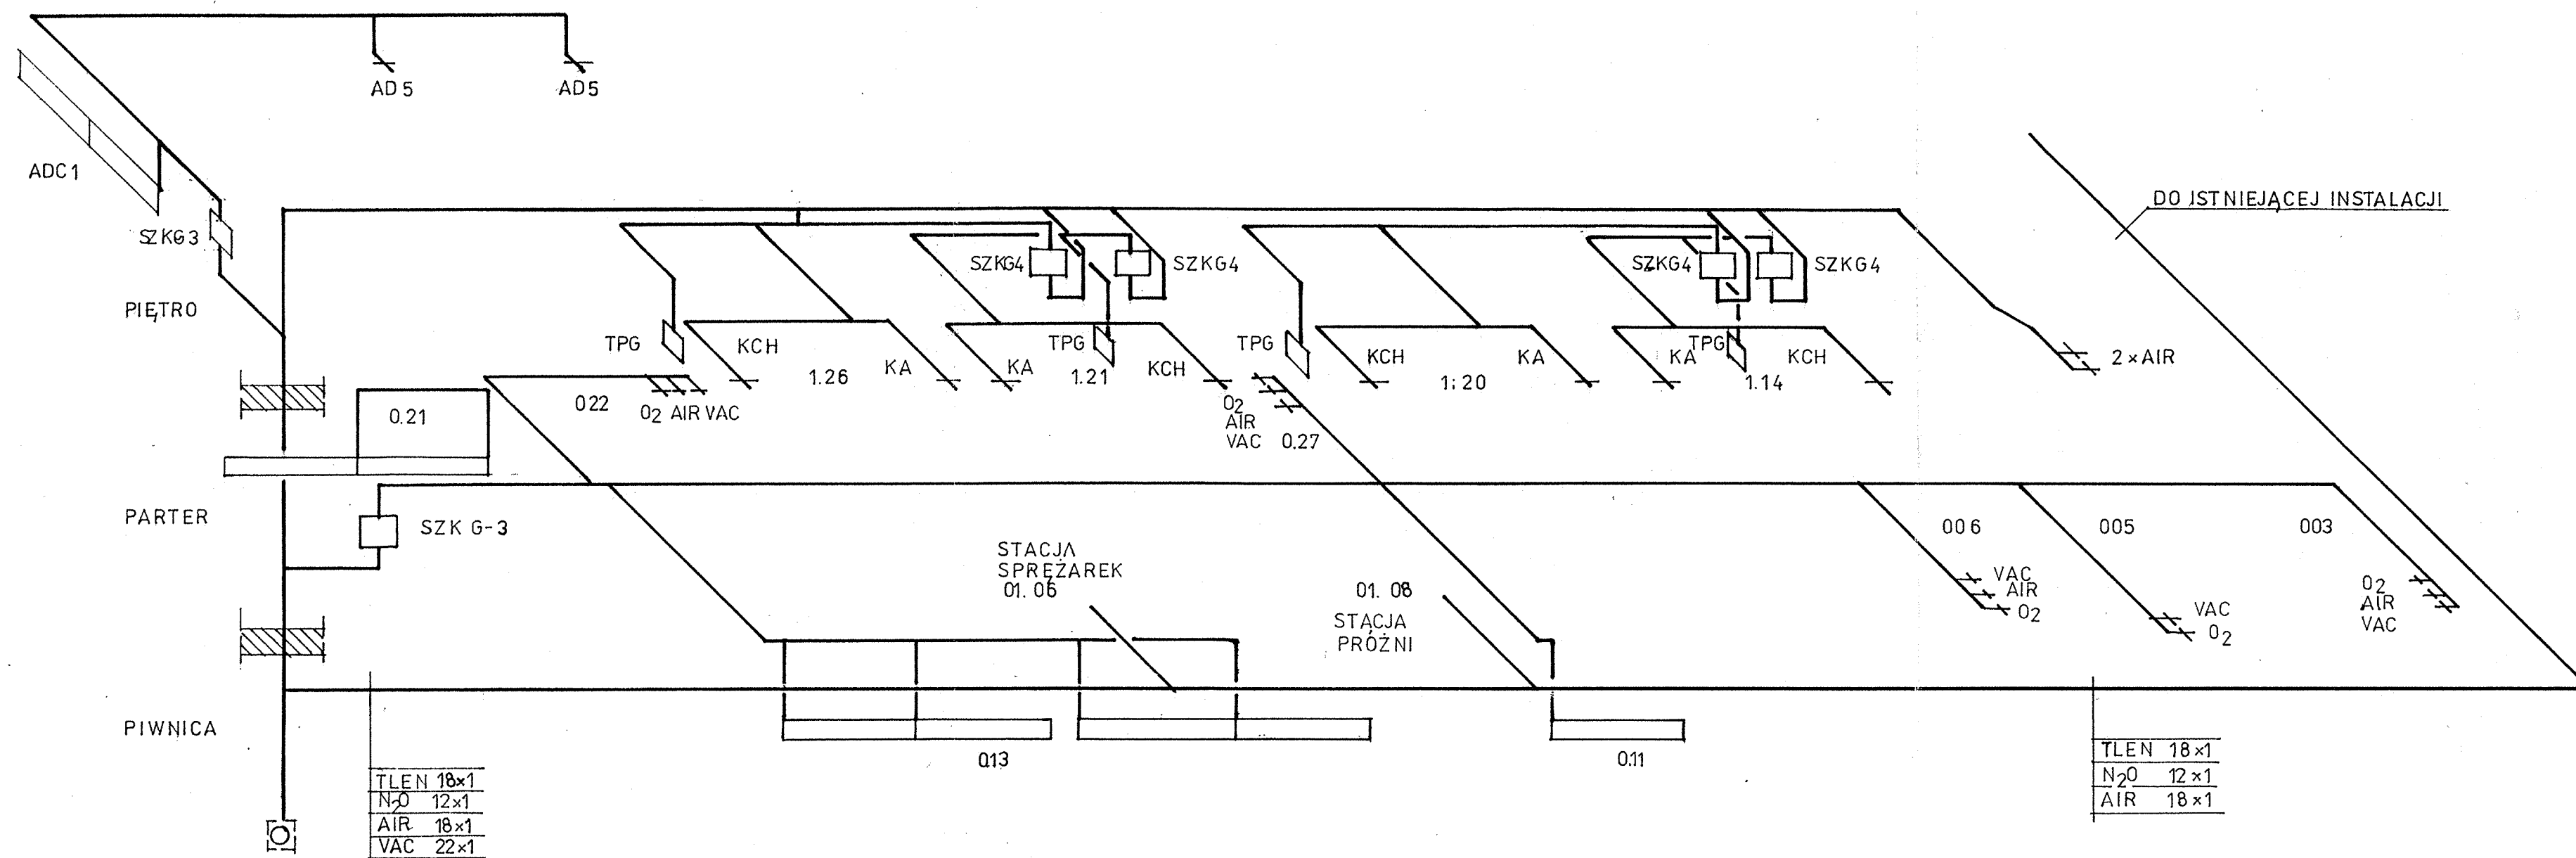 AD 5
AD5
ADC1
DO ISTNIEJĄCEJ INSTALACJI
SZKG3
SZKG4
SZKG4
SZKG4
SZKG4
PIĘTRO
TPG
KCH
1.26
KA
KA
TPG
1.21
KCH
TPG
KCH
1:20
KA
KA
TPG
1.14
KCH
2×AIR
0.21
022
O2 AIR VAC
O2
AIR
VAC 0.27
PARTER
SZK G-3
006
005
003
STACJA
SPRĘŻAREK
01.06
01.08
STACJA
PRÓŻNI
VAC
AIR
O2
VAC
O2
O2
AIR
VAC
PIWNICA
013
0.11
TLEN 18×1
N2O 12×1
AIR 18×1
VAC 22×1
TLEN 18×1
N2O 12×1
AIR 18×1